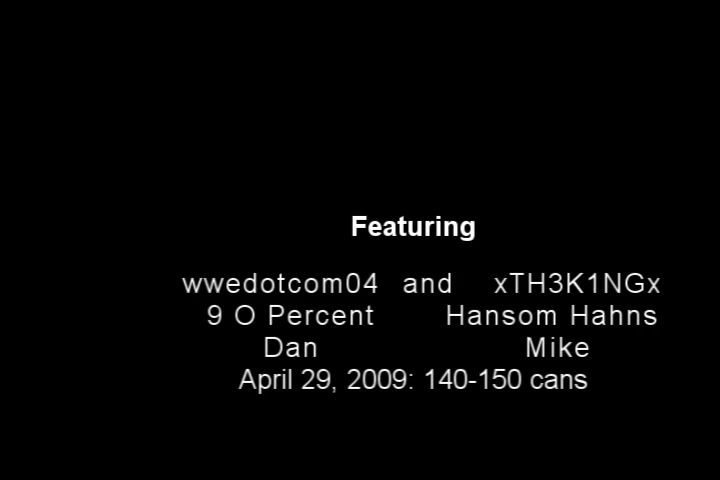 Featuring
wwedotcom04 and xTH3K1NGx
9 O Percent Hansom Hahns
Dan Mike
April 29, 2009: 140-150 cans